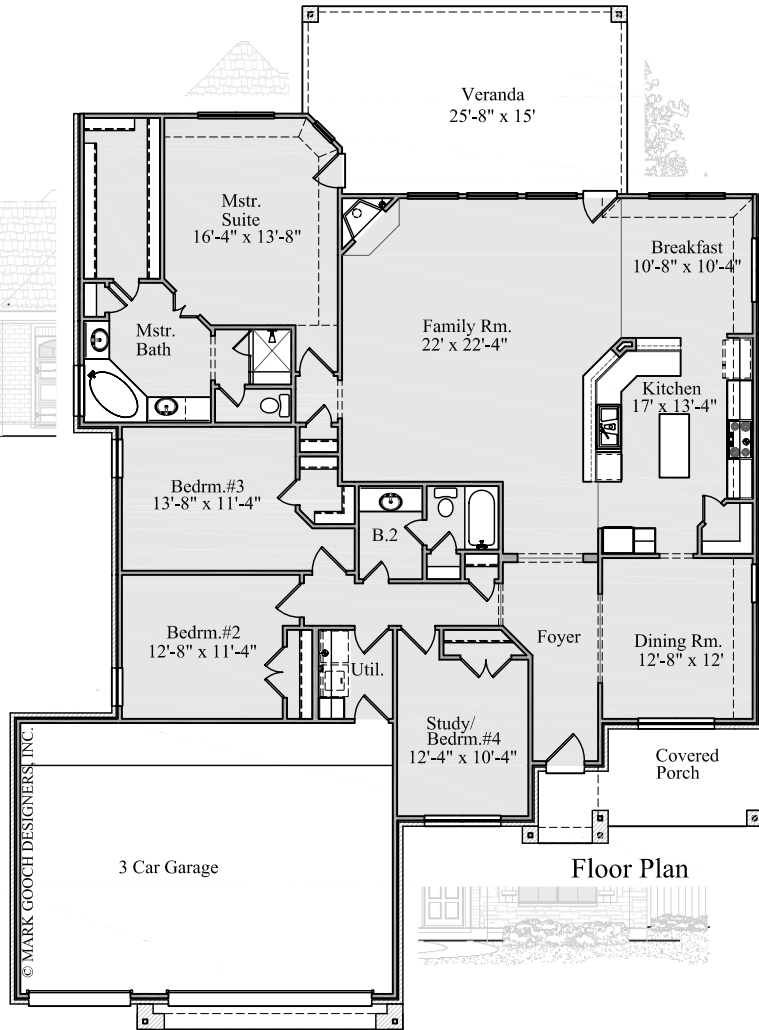 Veranda
25'-8" x 15'
Mstr.
Suite
16'-4" x 13'-8"
Breakfast
10'-8" x 10'-4"
Mstr.
Bath
Family Rm.
22' x 22'-4"
Kitchen
17' x 13'-4"
Bedrm.#3
13'-8" x 11'-4"
B.2
Bedrm.#2
12'-8" x 11'-4"
Foyer
Dining Rm.
12'-8" x 12'
Util.
Study/
Bedrm.#4
12'-4" x 10'-4"
Covered
Porch
3 Car Garage
Floor Plan
© MARK GOOCH DESIGNERS, INC.